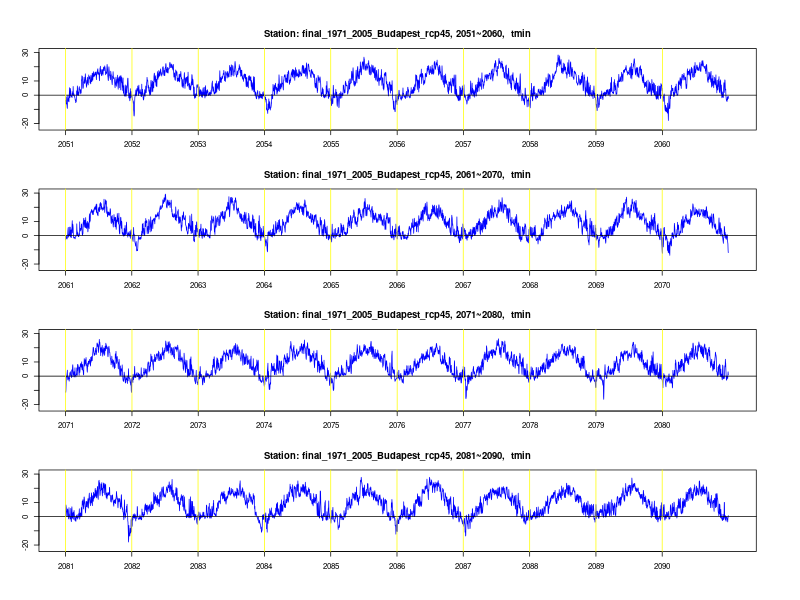 Station: final_1971_2005_Budapest_rcp45, 2051~2060, tmin
30
10
0
-20
2051 2052 2053 2054 2055 2056 2057 2058 2059 2060
Station: final_1971_2005_Budapest_rcp45, 2061~2070, tmin
30
10
0
-20
2061 2062 2063 2064 2065 2066 2067 2068 2069 2070
Station: final_1971_2005_Budapest_rcp45, 2071~2080, tmin
30
10
0
-20
2071 2072 2073 2074 2075 2076 2077 2078 2079 2080
Station: final_1971_2005_Budapest_rcp45, 2081~2090, tmin
30
10
0
-20
2081 2082 2083 2084 2085 2086 2087 2088 2089 2090